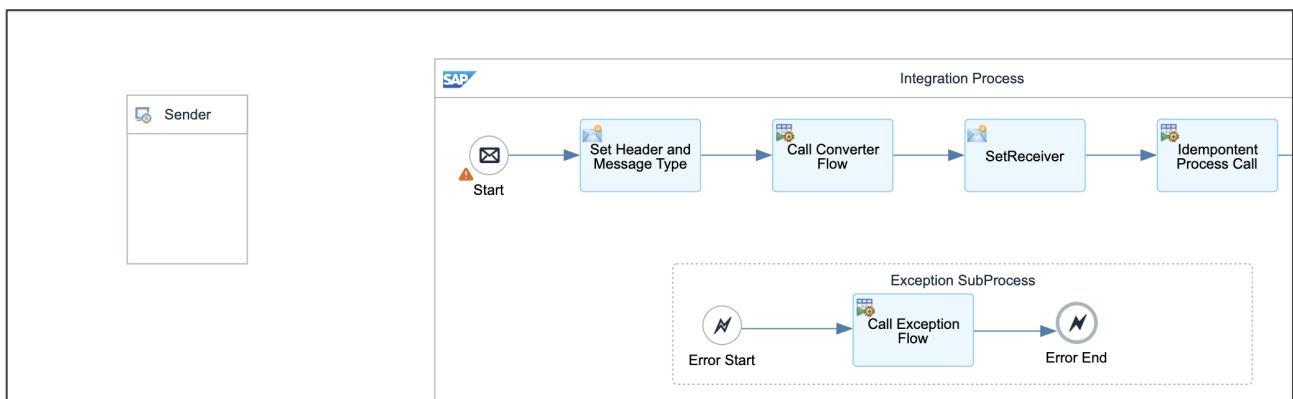 SAP
Integration Process
Sender
Set Header and
Message Type
Call Converter
Flow
SetReceiver
Idempotent
Process Call
Start
Exception SubProcess
Call Exception
Flow
Error Start
Error End